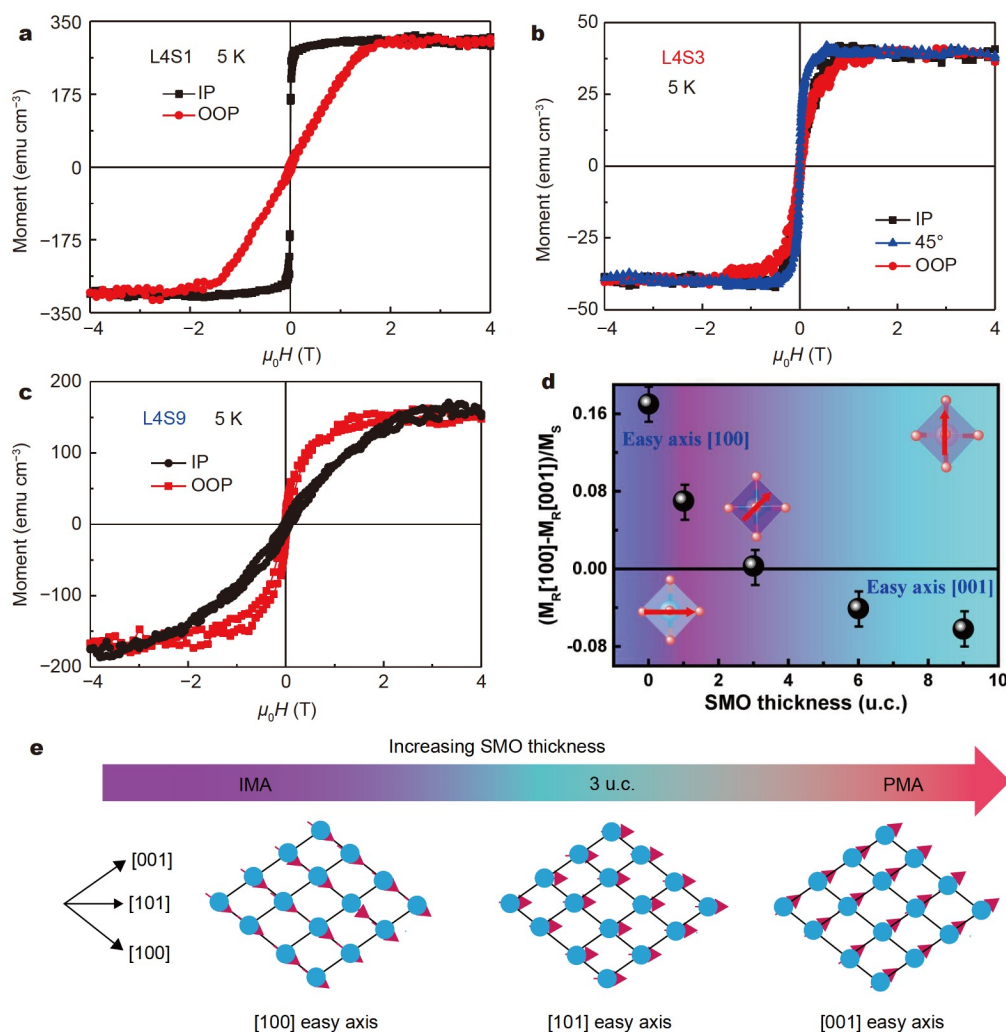 a
350
175
0
−175
−350
Moment (emu cm⁻³)
L4S1 5 K
IP
OOP
−4 −2 0 2 4
μ₀H (T)
b
50
25
0
−25
−50
Moment (emu cm⁻³)
L4S3
5 K
IP
45°
OOP
−4 −2 0 2 4
μ₀H (T)
c
200
100
0
−100
−200
Moment (emu cm⁻³)
L4S9 5 K
IP
OOP
−4 −2 0 2 4
μ₀H (T)
d
0.16
0.08
0.00
-0.08
(M_R[100]-M_R[001])/M_S
Easy axis [100]
Easy axis [001]
0 2 4 6 8 10
SMO thickness (u.c.)
e
Increasing SMO thickness
IMA 3 u.c. PMA
[001]
[101]
[100]
[100] easy axis [101] easy axis [001] easy axis